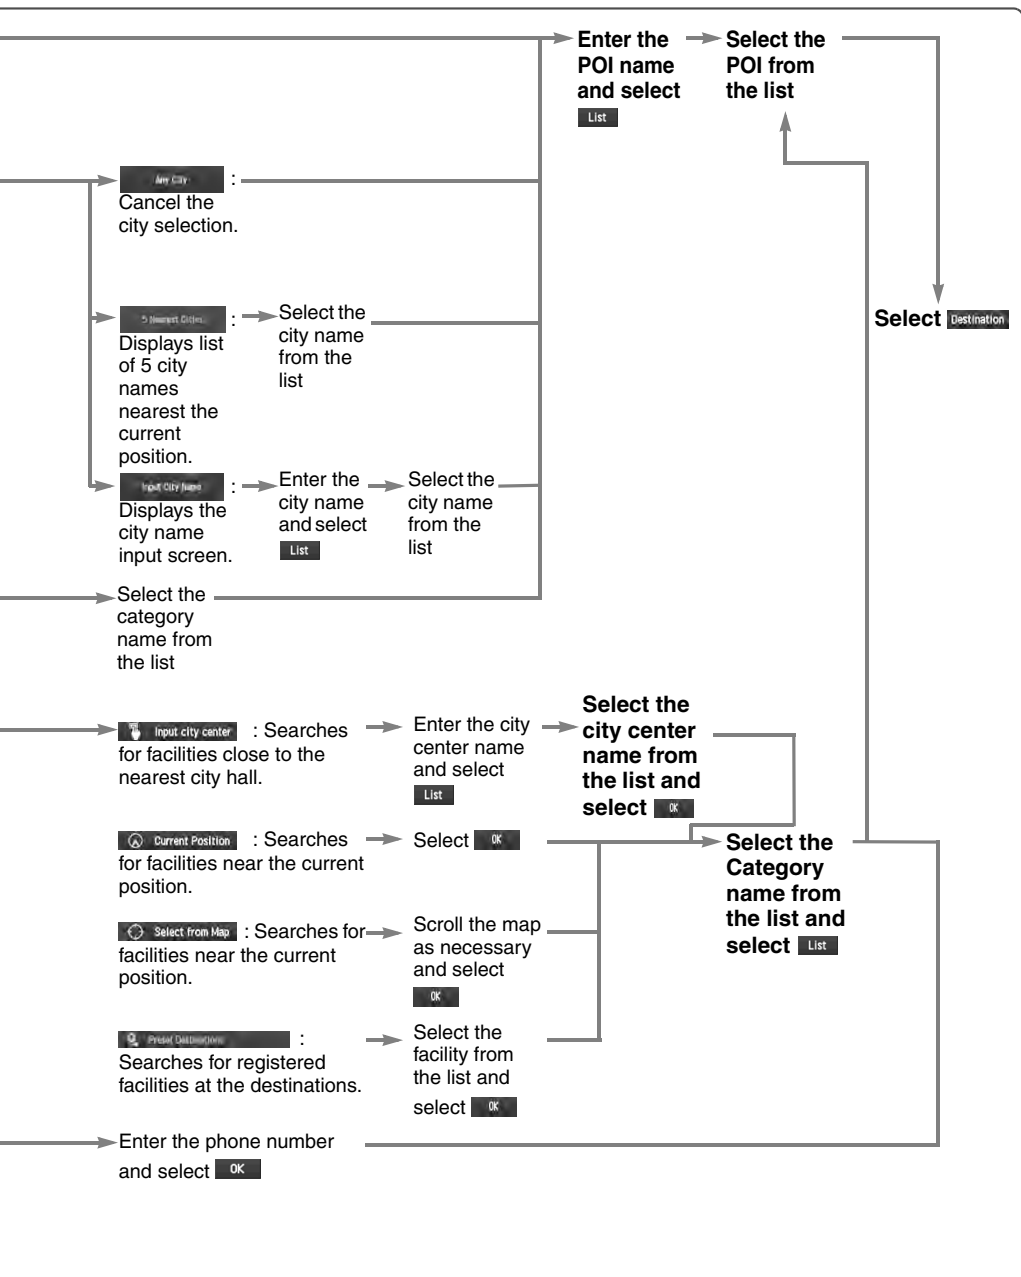 Enter the
POI name
and select
List
Select the
POI from
the list
Any City :
Cancel the
city selection.
5 Nearest Cities :
Displays list
of 5 city
names
nearest the
current
position.
Select the
city name
from the
list
Select Destination
Input City Name :
Displays the
city name
input screen.
Enter the
city name
and select
List
Select the
city name
from the
list
Select the
category
name from
the list
Input city center : Searches
for facilities close to the
nearest city hall.
Enter the city
center name
and select
List
Select the
city center
name from
the list and
select OK
Current Position : Searches
for facilities near the current
position.
Select OK
Select the
Category
name from
the list and
select List
Select from Map : Searches for
facilities near the current
position.
Scroll the map
as necessary
and select
OK
Preset Destinations :
Searches for registered
facilities at the destinations.
Select the
facility from
the list and
select OK
Enter the phone number
and select OK